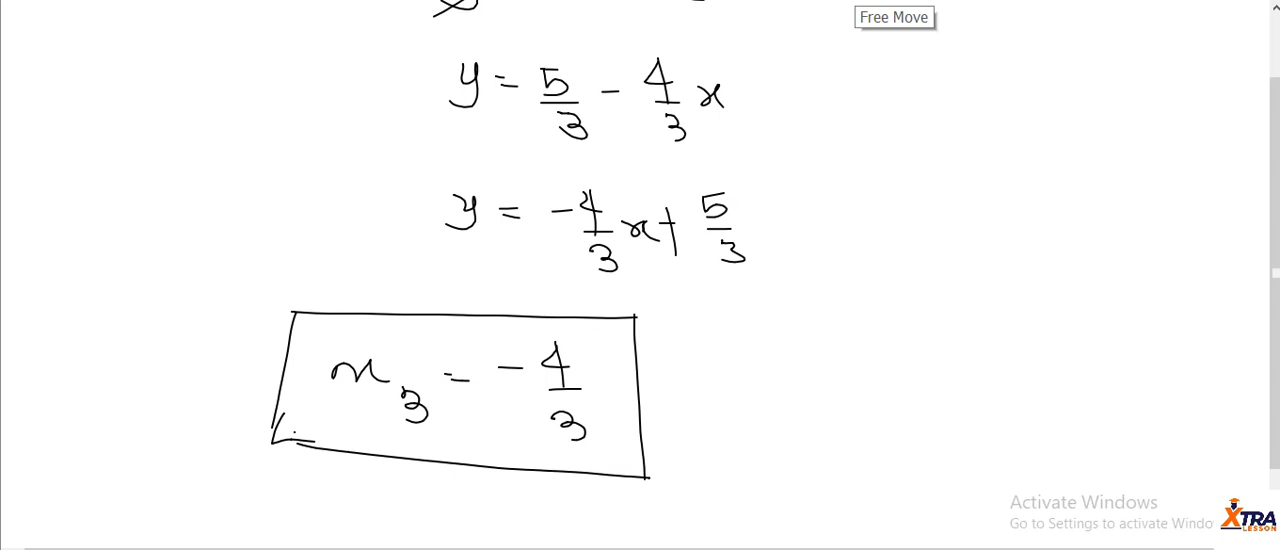 Free Move
y = 5/3 - 4/3 x
y = -4/3 x + 5/3
m3 = -4/3
Activate Windows
Go to Settings to activate Windo
XTRA
LESSON